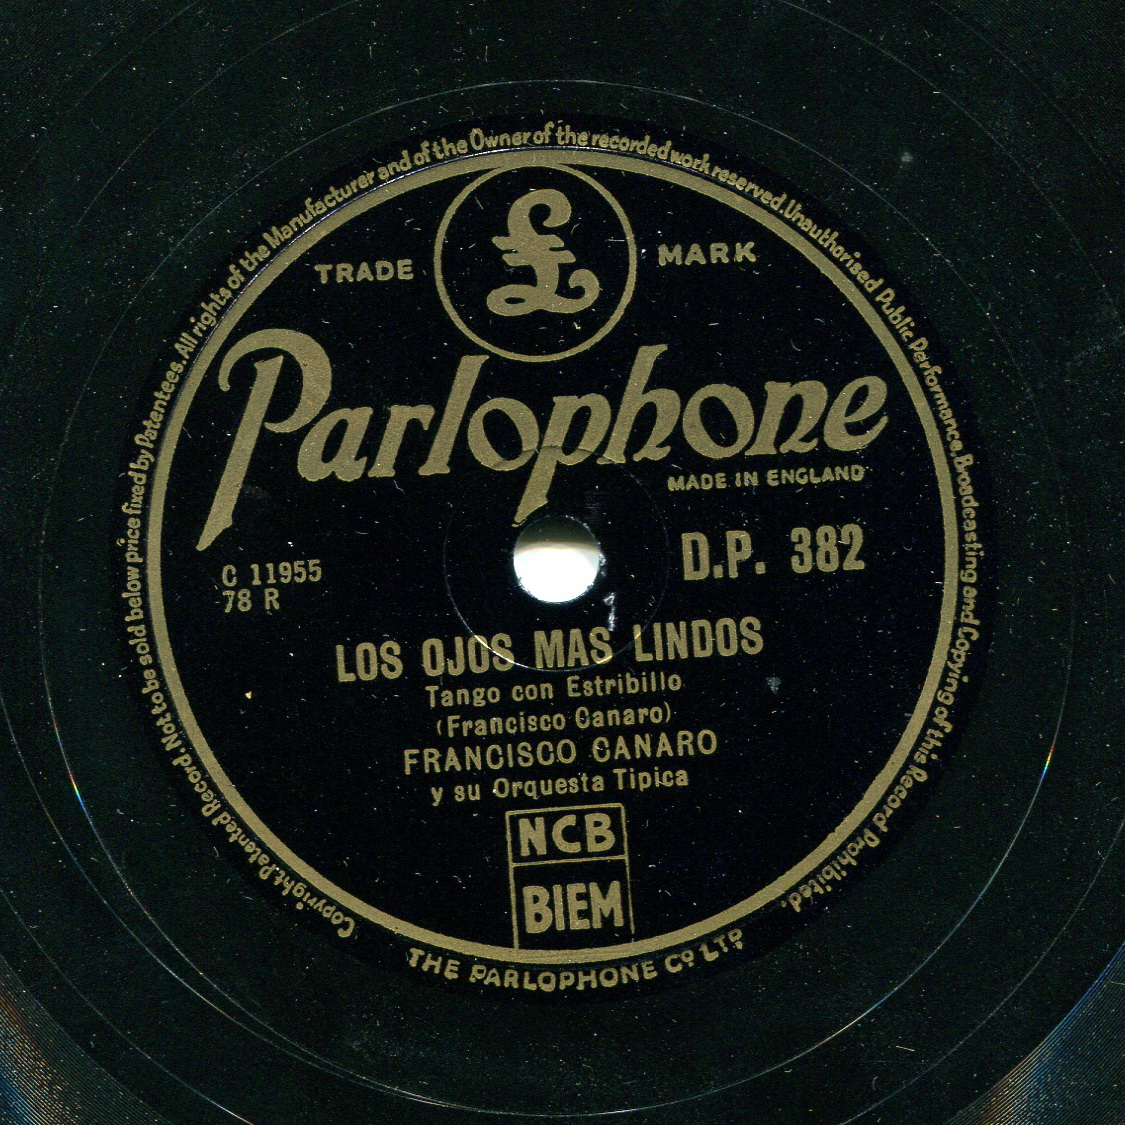 Copyright. Patented Record. Not to be sold below price fixed by Patentees. All rights of the Manufacturer and of the Owner of the recorded work reserved. Unauthorised Public Performance, Broadcasting and Copying of this Record Prohibited.
£
TRADE MARK
Parlophone
MADE IN ENGLAND
C 11955
78 R
D.P. 382
LOS OJOS MAS LINDOS
Tango con Estribillo
(Francisco Canaro)
FRANCISCO CANARO
y su Orquesta Tipica
NCB
BIEM
THE PARLOPHONE CO LTD